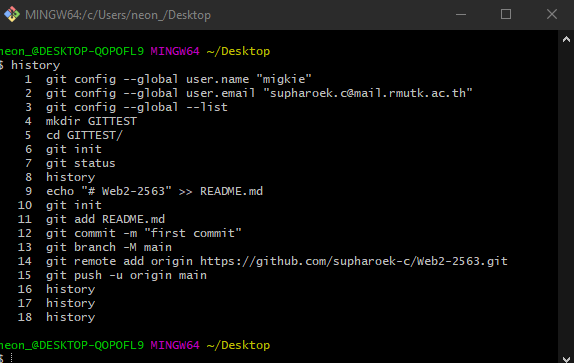 MINGW64:/c/Users/neon_/Desktop
neon_@DESKTOP-QOPOFL9 MINGW64 ~/Desktop
$ history
1 git config --global user.name "migkie"
2 git config --global user.email "supharoek.c@mail.rmutk.ac.th"
3 git config --global --list
4 mkdir GITTEST
5 cd GITTEST/
6 git init
7 git status
8 history
9 echo "# Web2-2563" >> README.md
10 git init
11 git add README.md
12 git commit -m "first commit"
13 git branch -M main
14 git remote add origin https://github.com/supharoek-c/Web2-2563.git
15 git push -u origin main
16 history
17 history
18 history
neon_@DESKTOP-QOPOFL9 MINGW64 ~/Desktop
$